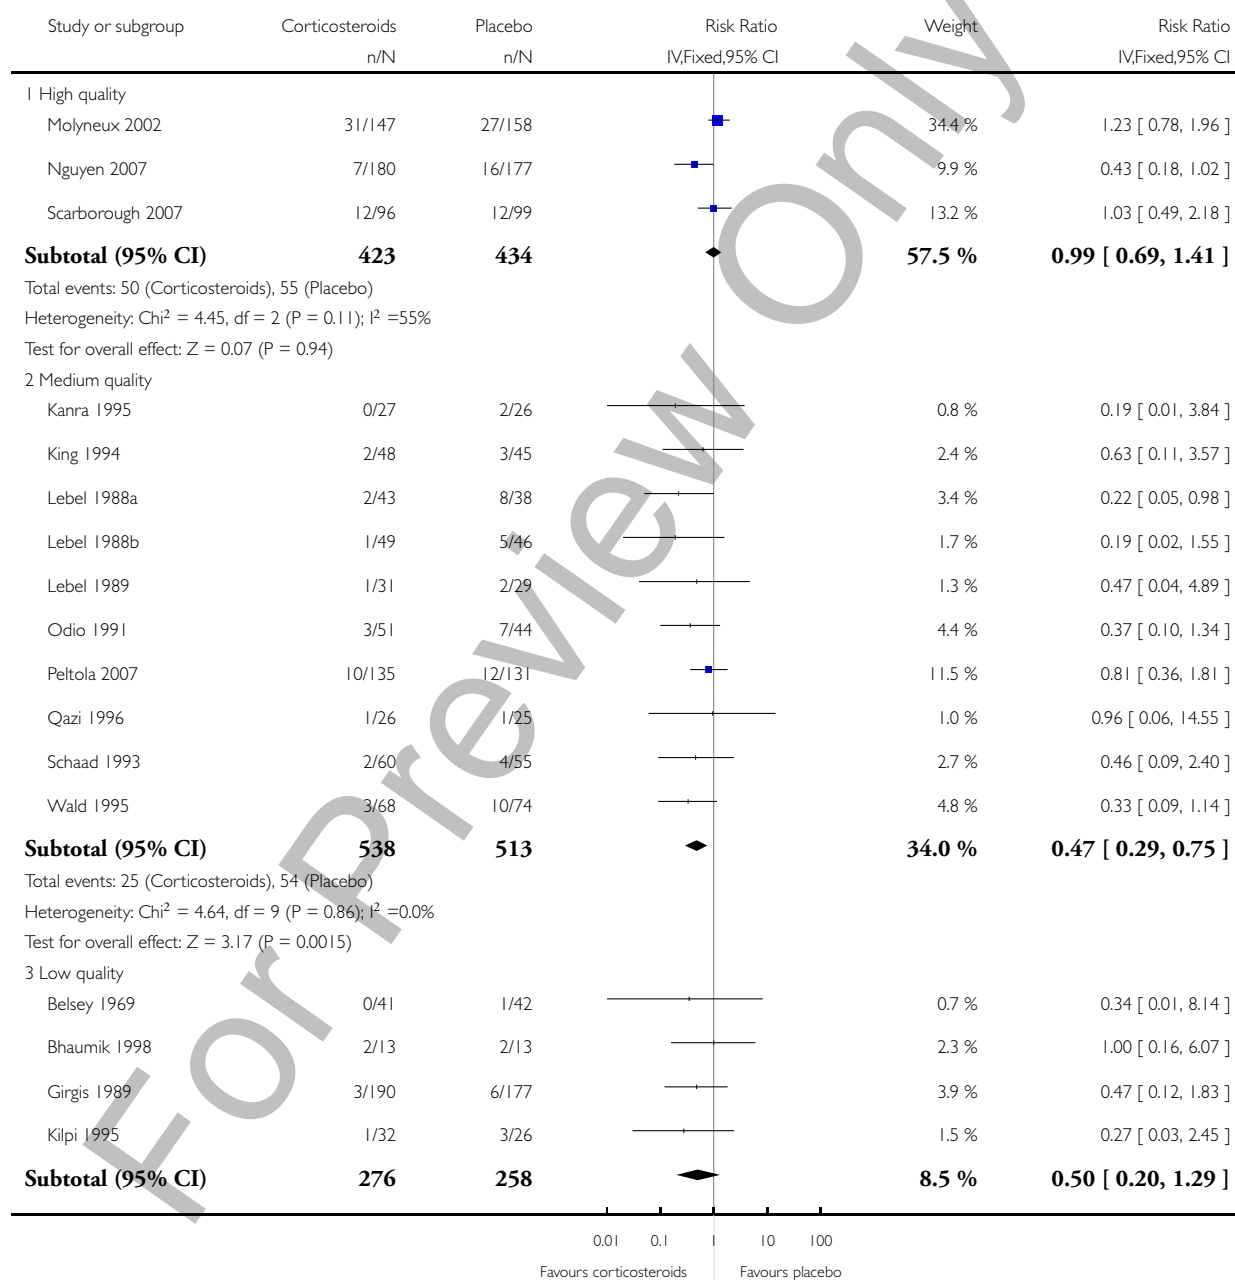 Study or subgroup Corticosteroids Placebo Risk Ratio Weight Risk Ratio
n/N n/N IV,Fixed,95% CI IV,Fixed,95% CI
1 High quality
Molyneux 2002 31/147 27/158 34.4 % 1.23 [ 0.78, 1.96 ]
Nguyen 2007 7/180 16/177 9.9 % 0.43 [ 0.18, 1.02 ]
Scarborough 2007 12/96 12/99 13.2 % 1.03 [ 0.49, 2.18 ]
Subtotal (95% CI) 423 434 57.5 % 0.99 [ 0.69, 1.41 ]
Total events: 50 (Corticosteroids), 55 (Placebo)
Heterogeneity: Chi² = 4.45, df = 2 (P = 0.11); I² =55%
Test for overall effect: Z = 0.07 (P = 0.94)
2 Medium quality
Kanra 1995 0/27 2/26 0.8 % 0.19 [ 0.01, 3.84 ]
King 1994 2/48 3/45 2.4 % 0.63 [ 0.11, 3.57 ]
Lebel 1988a 2/43 8/38 3.4 % 0.22 [ 0.05, 0.98 ]
Lebel 1988b 1/49 5/46 1.7 % 0.19 [ 0.02, 1.55 ]
Lebel 1989 1/31 2/29 1.3 % 0.47 [ 0.04, 4.89 ]
Odio 1991 3/51 7/44 4.4 % 0.37 [ 0.10, 1.34 ]
Peltola 2007 10/135 12/131 11.5 % 0.81 [ 0.36, 1.81 ]
Qazi 1996 1/26 1/25 1.0 % 0.96 [ 0.06, 14.55 ]
Schaad 1993 2/60 4/55 2.7 % 0.46 [ 0.09, 2.40 ]
Wald 1995 3/68 10/74 4.8 % 0.33 [ 0.09, 1.14 ]
Subtotal (95% CI) 538 513 34.0 % 0.47 [ 0.29, 0.75 ]
Total events: 25 (Corticosteroids), 54 (Placebo)
Heterogeneity: Chi² = 4.64, df = 9 (P = 0.86); I² =0.0%
Test for overall effect: Z = 3.17 (P = 0.0015)
3 Low quality
Belsey 1969 0/41 1/42 0.7 % 0.34 [ 0.01, 8.14 ]
Bhaumik 1998 2/13 2/13 2.3 % 1.00 [ 0.16, 6.07 ]
Girgis 1989 3/190 6/177 3.9 % 0.47 [ 0.12, 1.83 ]
Kilpi 1995 1/32 3/26 1.5 % 0.27 [ 0.03, 2.45 ]
Subtotal (95% CI) 276 258 8.5 % 0.50 [ 0.20, 1.29 ]
0.01 0.1 1 10 100
Favours corticosteroids Favours placebo
For Preview Only